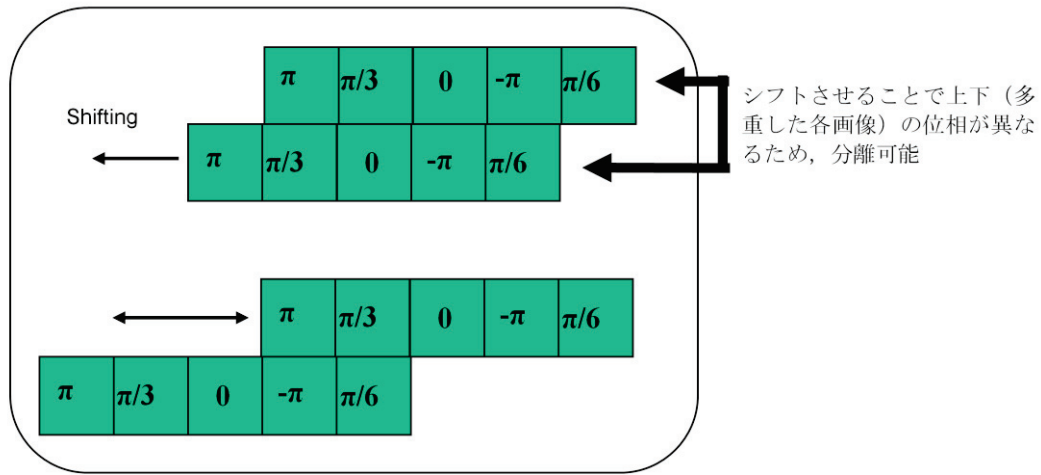 π π/3 0 -π π/6
シフトさせることで上下（多
重した各画像）の位相が異な
るため，分離可能
Shifting
π π/3 0 -π π/6
π π/3 0 -π π/6
π π/3 0 -π π/6